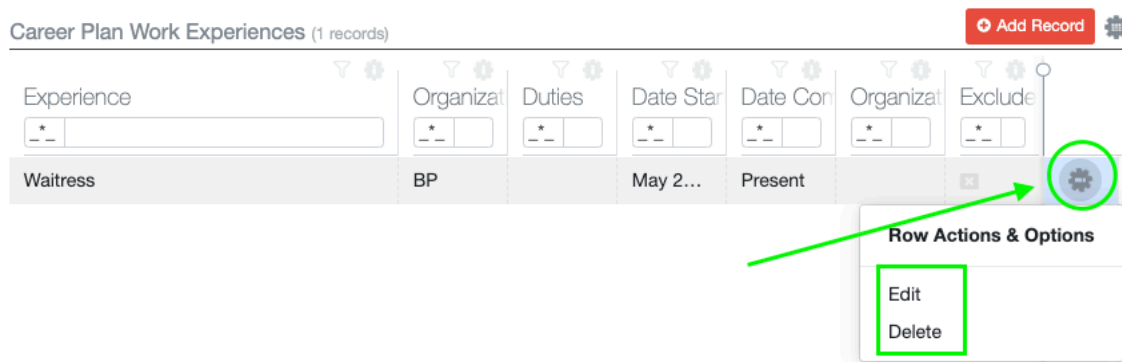 Career Plan Work Experiences (1 records)
Add Record
Experience Organizat Duties Date Star Date Com Organizat Exclude
_*_ _*_ _*_ _*_ _*_ _*_ _*_
Waitress BP May 2... Present
Row Actions & Options
Edit
Delete